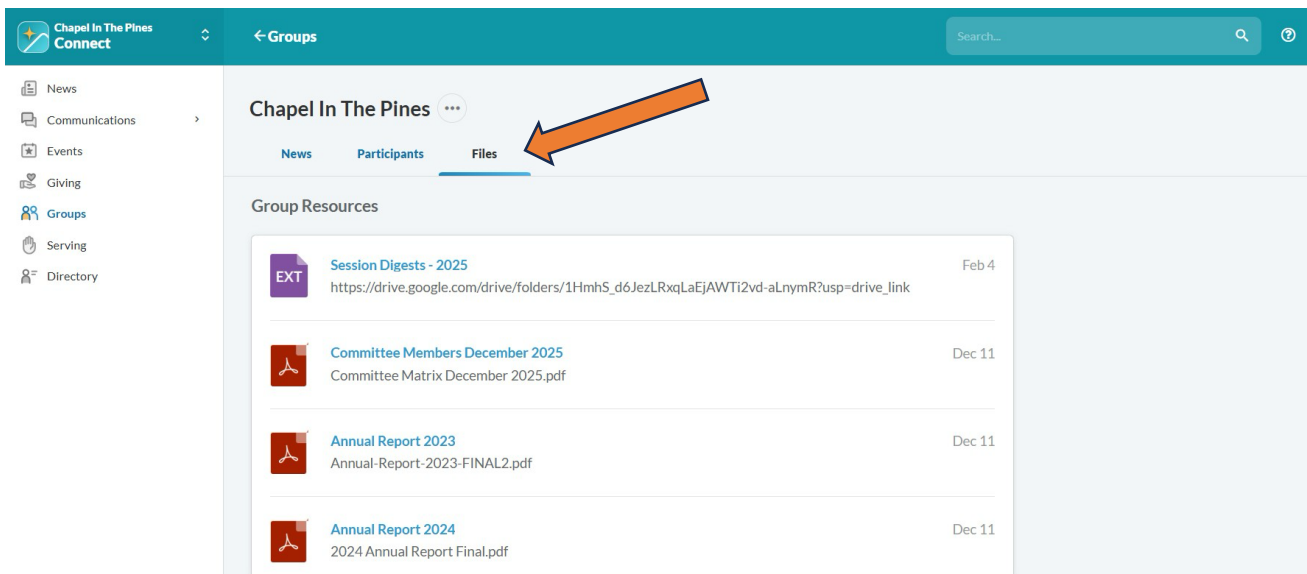 Chapel In The Pines
Connect
←Groups
Search...
News
Communications
Events
Giving
Groups
Serving
Directory
Chapel In The Pines ...
News Participants Files
Group Resources
EXT
Session Digests - 2025 Feb 4
https://drive.google.com/drive/folders/1HmhS_d6JezLRxqLaEjAWTi2vd-aLnymR?usp=drive_link
Committee Members December 2025 Dec 11
Committee Matrix December 2025.pdf
Annual Report 2023 Dec 11
Annual-Report-2023-FINAL2.pdf
Annual Report 2024 Dec 11
2024 Annual Report Final.pdf